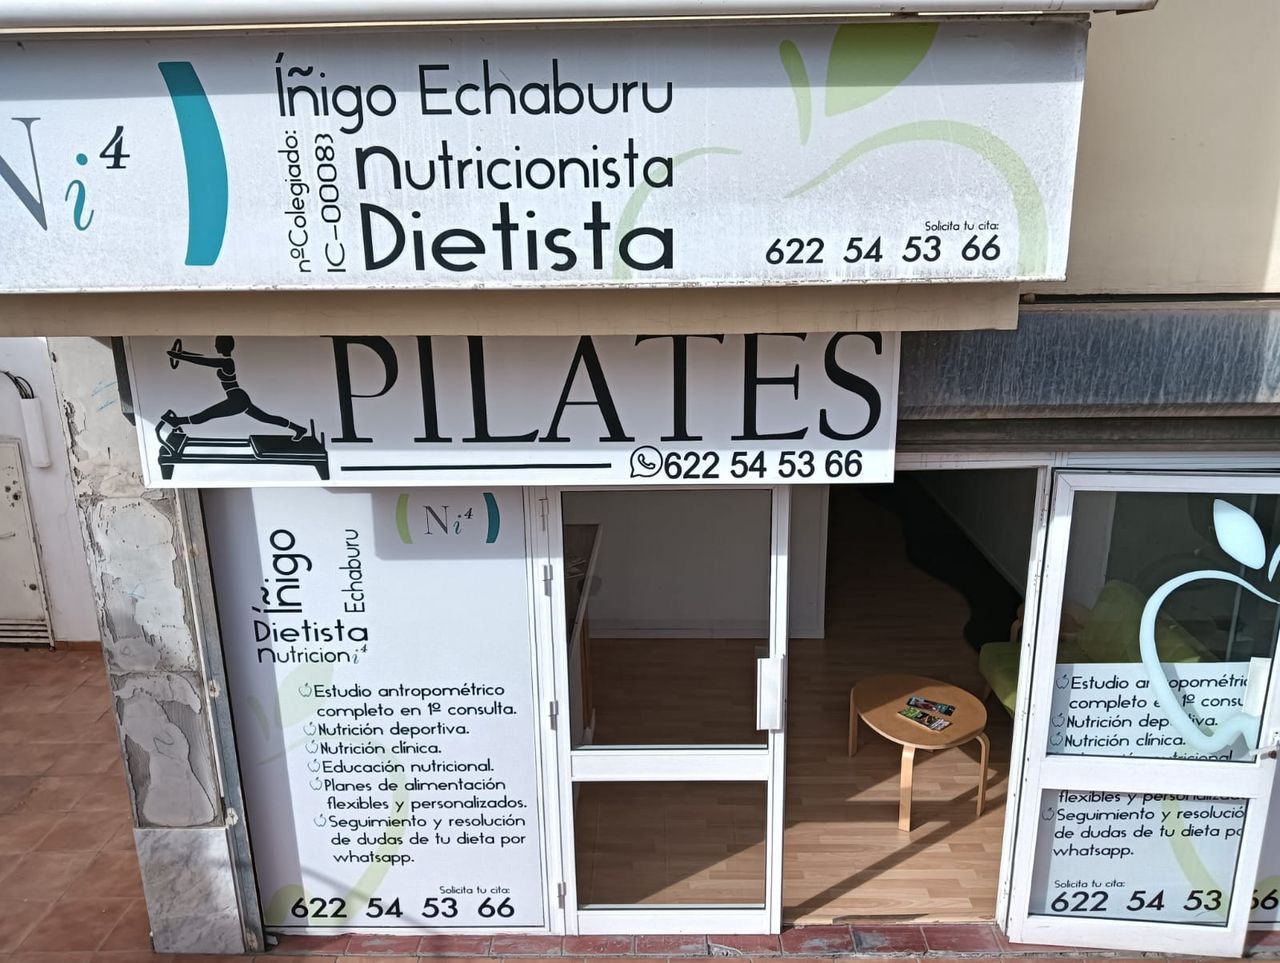 Ni⁴
Íñigo Echaburu
nºColegiado:
IC-00083
nutricionista
Dietista
Solicita tu cita:
622 54 53 66
PILATES
622 54 53 66
Ni⁴
Íñigo
Echaburu
Dietista
nutricioni⁴
Estudio antropométrico
completo en 1º consulta.
Nutrición deportiva.
Nutrición clínica.
Educación nutricional.
Planes de alimentación
flexibles y personalizados.
Seguimiento y resolución
de dudas de tu dieta por
whatsapp.
Solicita tu cita:
622 54 53 66
Estudio
completo
Nutrición
Nutrición clínica.
nutricional
flexibles y
Seguimiento y resolución
de dudas de tu dieta
whatsapp.
Solicita tu cita:
622 54 53 66
66